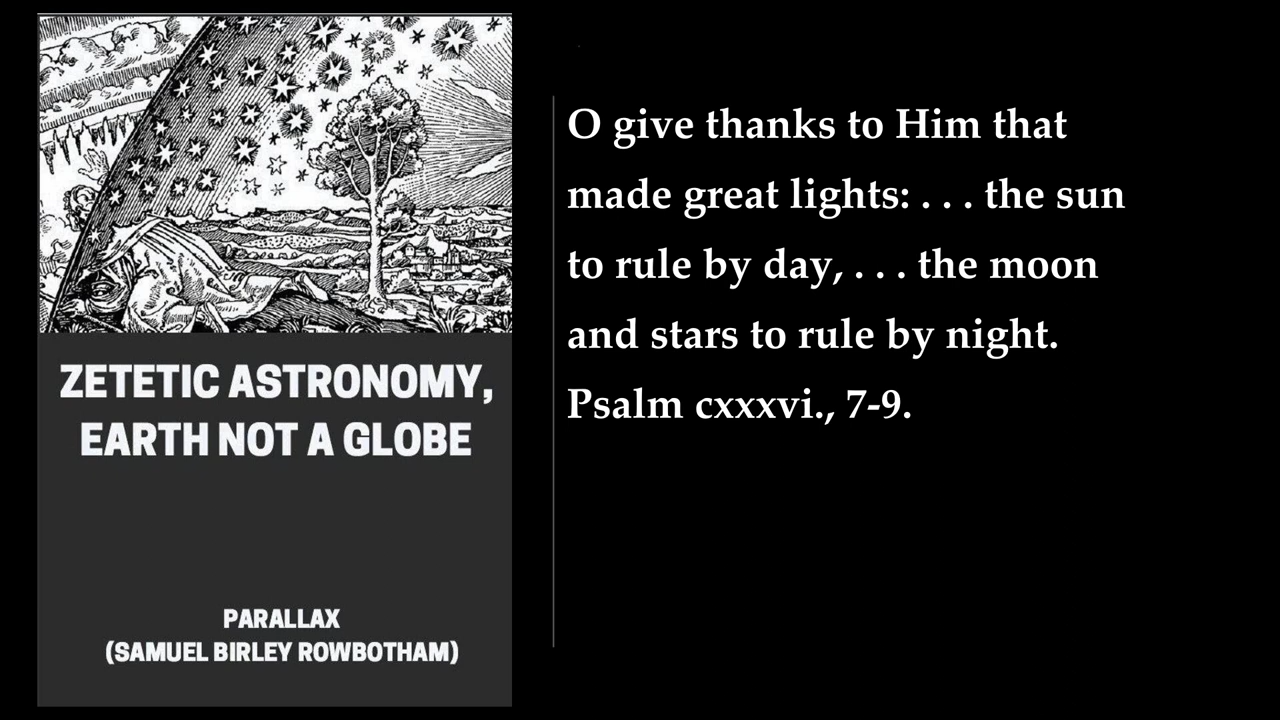 ZETETIC ASTRONOMY,
EARTH NOT A GLOBE
PARALLAX
(SAMUEL BIRLEY ROWBOTHAM)
O give thanks to Him that
made great lights: . . . the sun
to rule by day, . . . the moon
and stars to rule by night.
Psalm cxxxvi., 7-9.